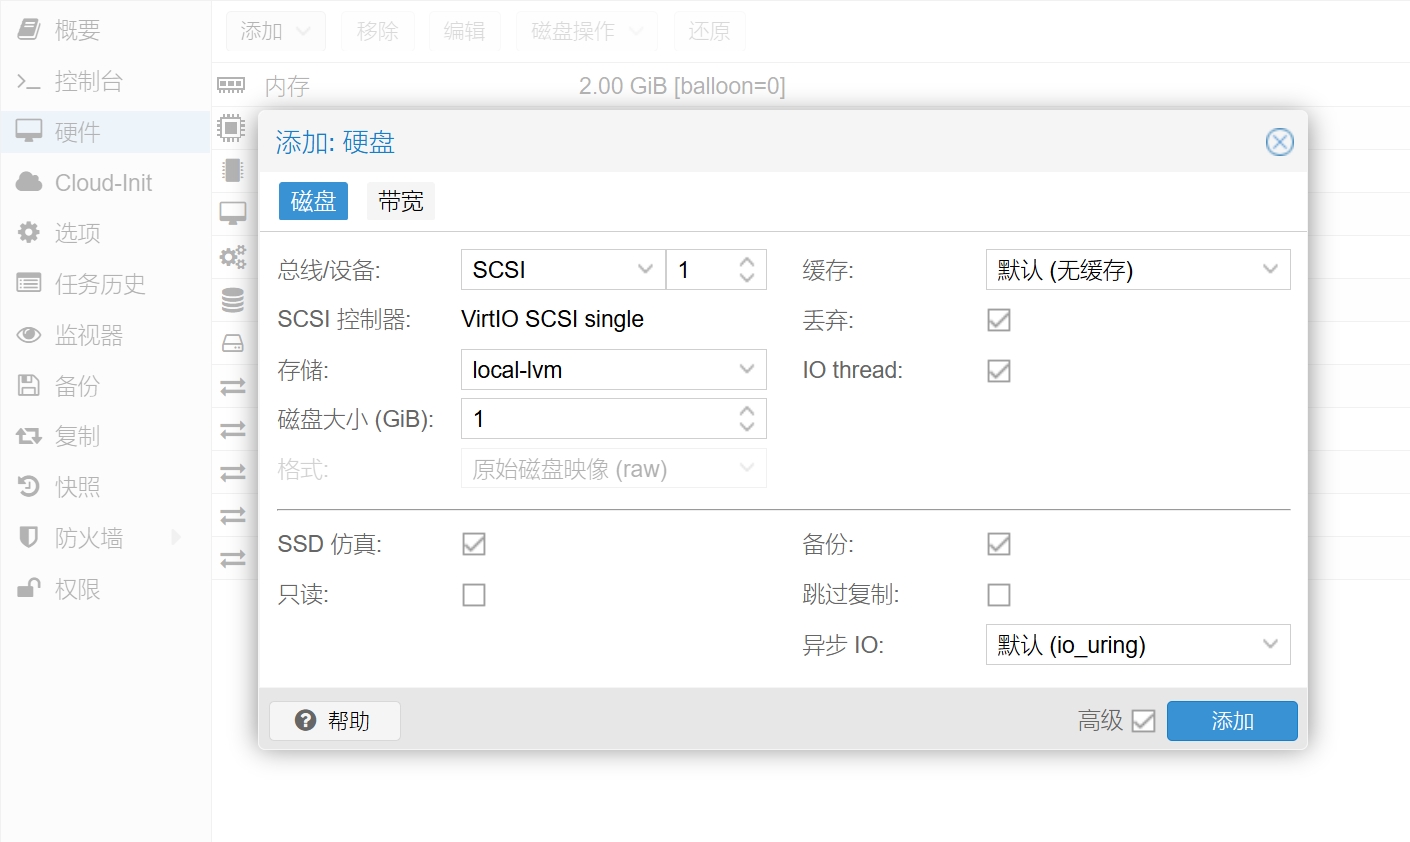 概要
控制台
硬件
Cloud-Init
选项
任务历史
监视器
备份
复制
快照
防火墙
权限
添加 移除 编辑 磁盘操作 还原
内存 2.00 GiB [balloon=0]
添加: 硬盘
磁盘 带宽
总线/设备: SCSI 1 缓存: 默认 (无缓存)
SCSI 控制器: VirtIO SCSI single 丢弃:
存储: local-lvm IO thread:
磁盘大小 (GiB): 1
格式: 原始磁盘映像 (raw)
SSD 仿真: 备份:
只读: 跳过复制:
异步 IO: 默认 (io_uring)
帮助 高级 添加